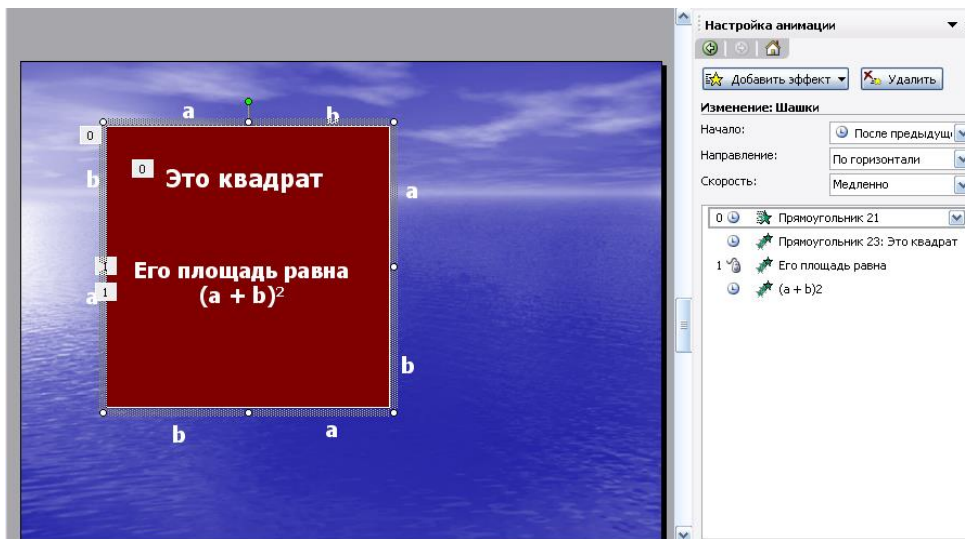 Настройка анимации
Добавить эффект
Удалить
Изменение: Шашки
Начало:
После предыдущ
Направление:
По горизонтали
Скорость:
Медленно
0 Прямоугольник 21
Прямоугольник 23: Это квадрат
1 Его площадь равна
(a + b)2
a b
0
0
Это квадрат
b
a
1
Его площадь равна
a 1
(a + b)²
b
b a